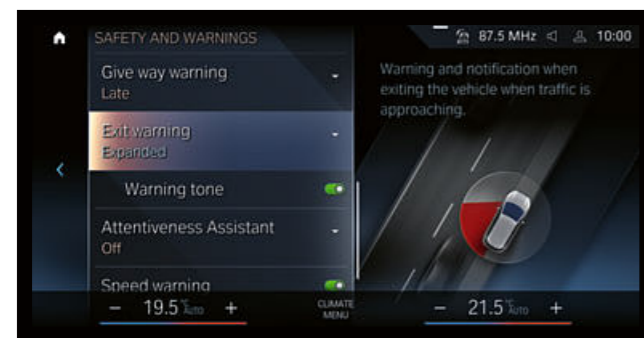 SAFETY AND WARNINGS
87.5 MHz
10:00
Give way warning
Late
Exit warning
Expanded
Warning tone
Attentiveness Assistant
Off
Speed warning
Warning and notification when
exiting the vehicle when traffic is
approaching.
- 19.5 °C AUTO +
CLIMATE
MENU
- 21.5 °C AUTO +